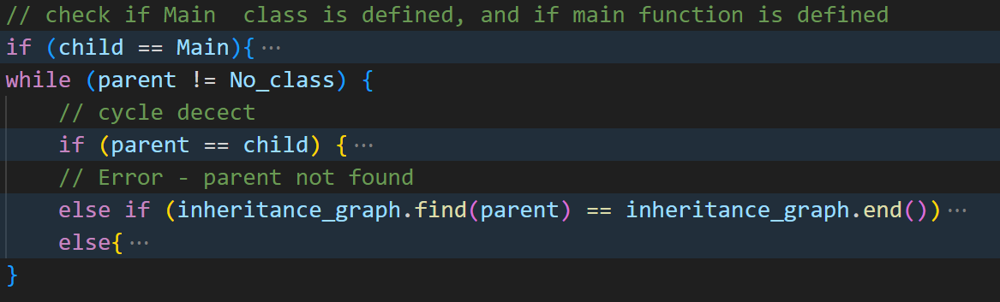 // check if Main  class is defined, and if main function is defined
if (child == Main){ ···
while (parent != No_class) {
    // cycle decect
    if (parent == child) { ···
    // Error - parent not found
    else if (inheritance_graph.find(parent) == inheritance_graph.end()) ···
    else{ ···
}